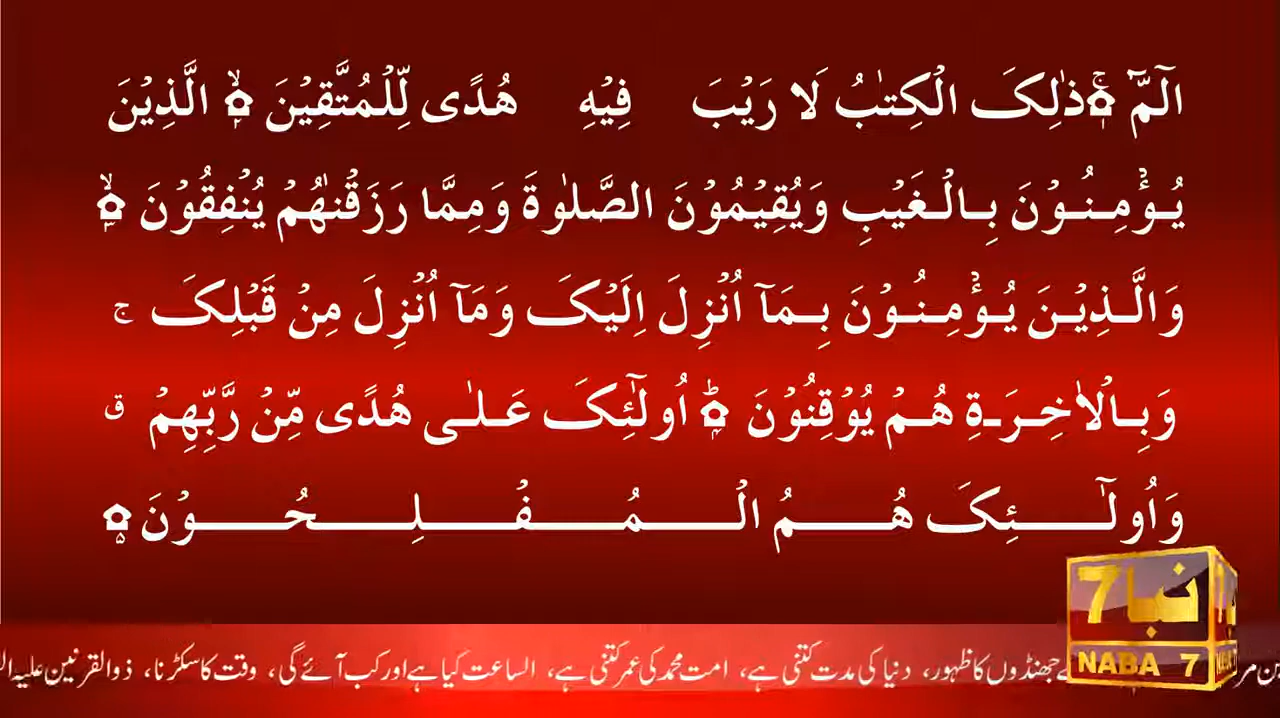 الٓمّٓ ۚ ذٰلِکَ الۡکِتٰبُ لَا رَیۡبَ فِیۡهِ هُدًی لِّلۡمُتَّقِیۡنَ ۙ الَّذِیۡنَ
یُؤۡمِنُوۡنَ بِالۡغَیۡبِ وَیُقِیۡمُوۡنَ الصَّلٰوةَ وَمِمَّا رَزَقۡنٰهُمۡ یُنۡفِقُوۡنَ ۙ
وَالَّذِیۡنَ یُؤۡمِنُوۡنَ بِمَاۤ اُنۡزِلَ اِلَیۡکَ وَمَاۤ اُنۡزِلَ مِنۡ قَبۡلِکَ ج
وَبِالۡاٰخِرَةِ هُمۡ یُوۡقِنُوۡنَ ؕ اُولٰٓئِکَ عَلٰی هُدًی مِّنۡ رَّبِّهِمۡ ق
وَاُولٰٓئِکَ هُمُ الۡمُفۡلِحُوۡنَ
نبا 7
NABA 7
جھنڈوں کا ظہور، دنیا کی مدت کتنی ہے، امت محمد کی عمر کتنی ہے، الساعت کیا ہے اور کب آئے گی، وقت کا سکڑنا، ذوالقرنین علیہ